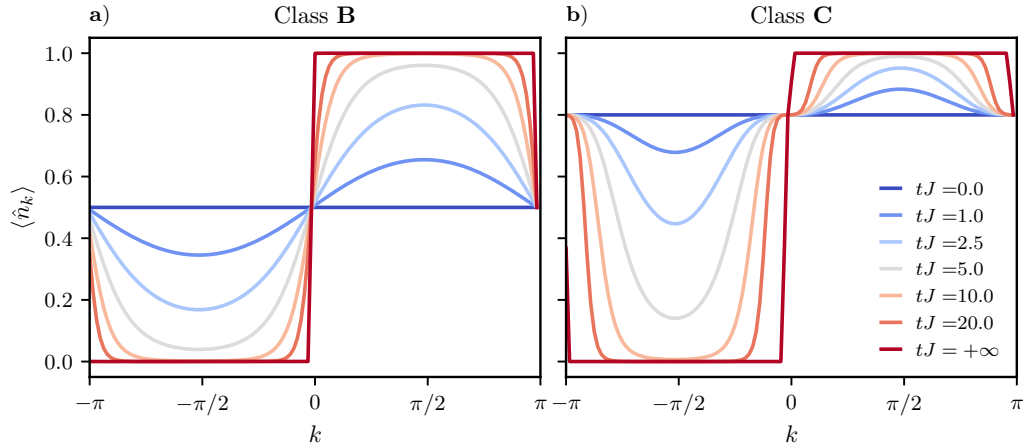 a)
Class B
b)
Class C
1.0
0.8
0.6
0.4
0.2
0.0
⟨n̂ₖ⟩
−π
−π/2
0
π/2
π
k
−π
−π/2
0
π/2
π
k
tJ =0.0
tJ =1.0
tJ =2.5
tJ =5.0
tJ =10.0
tJ =20.0
tJ = +∞